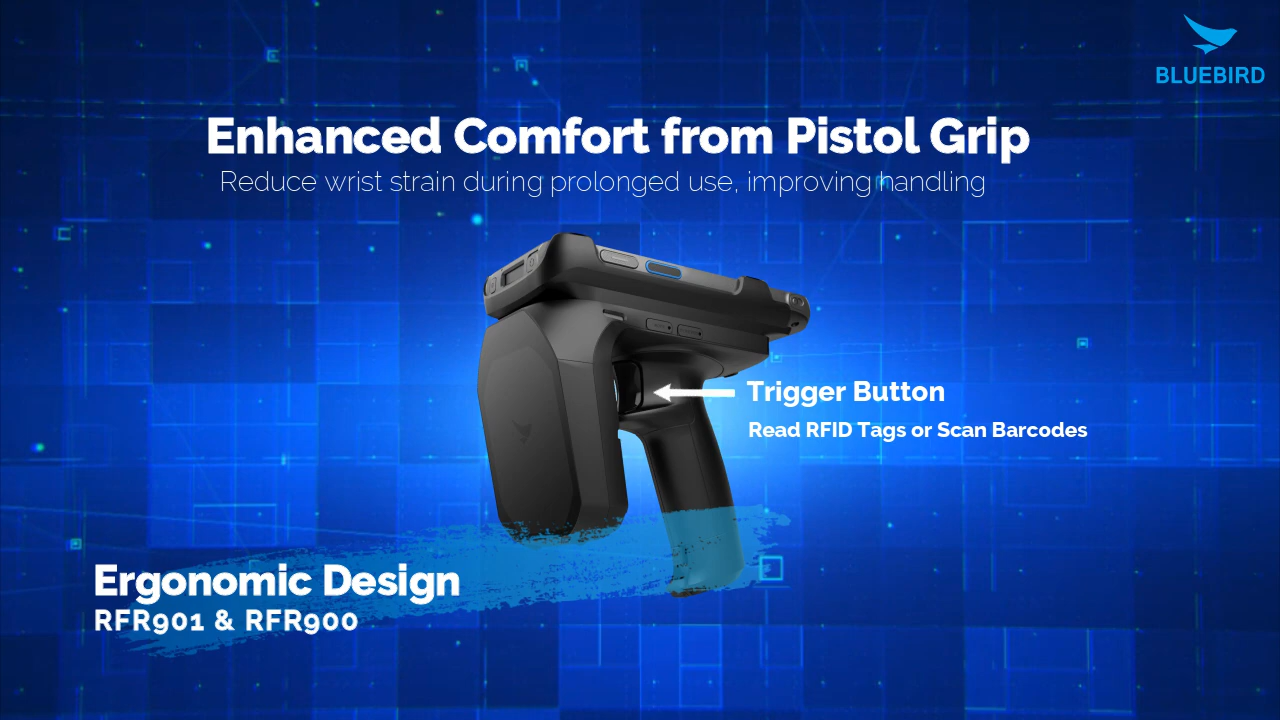 BLUEBIRD
Enhanced Comfort from Pistol Grip
Reduce wrist strain during prolonged use, improving handling
Trigger Button
Read RFID Tags or Scan Barcodes
Ergonomic Design
RFR901 & RFR900